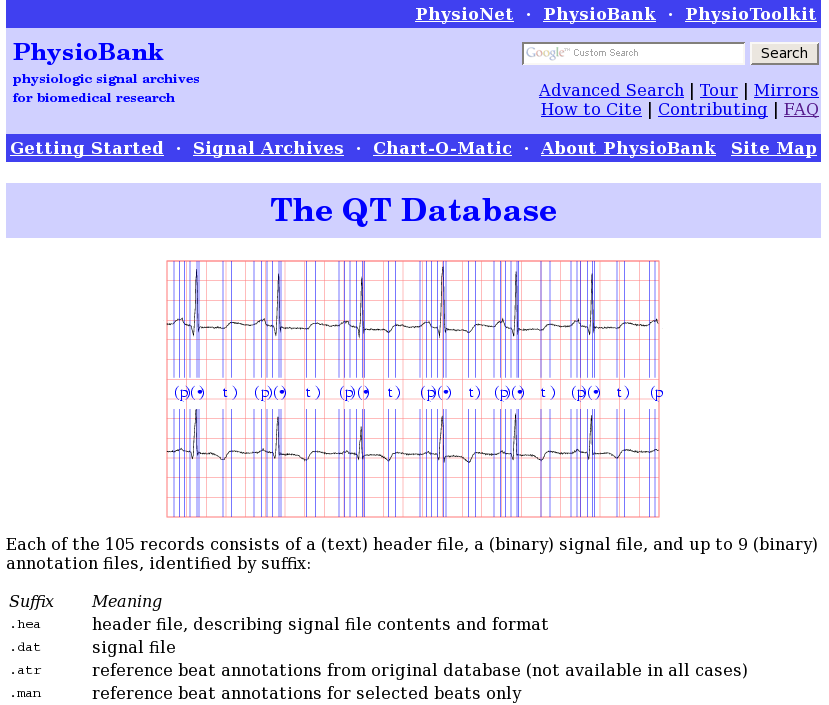 PhysioNet · PhysioBank · PhysioToolkit
PhysioBank
physiologic signal archives
for biomedical research
Google™ Custom Search Search
Advanced Search | Tour | Mirrors
How to Cite | Contributing | FAQ
Getting Started · Signal Archives · Chart-O-Matic · About PhysioBank Site Map
The QT Database
(p)(•) t ) (p)(•) t ) (p)(•) t ) (p)(•) t ) (p)(•) t ) (p)(•) t ) (p
Each of the 105 records consists of a (text) header file, a (binary) signal file, and up to 9 (binary)
annotation files, identified by suffix:
Suffix Meaning
.hea header file, describing signal file contents and format
.dat signal file
.atr reference beat annotations from original database (not available in all cases)
.man reference beat annotations for selected beats only